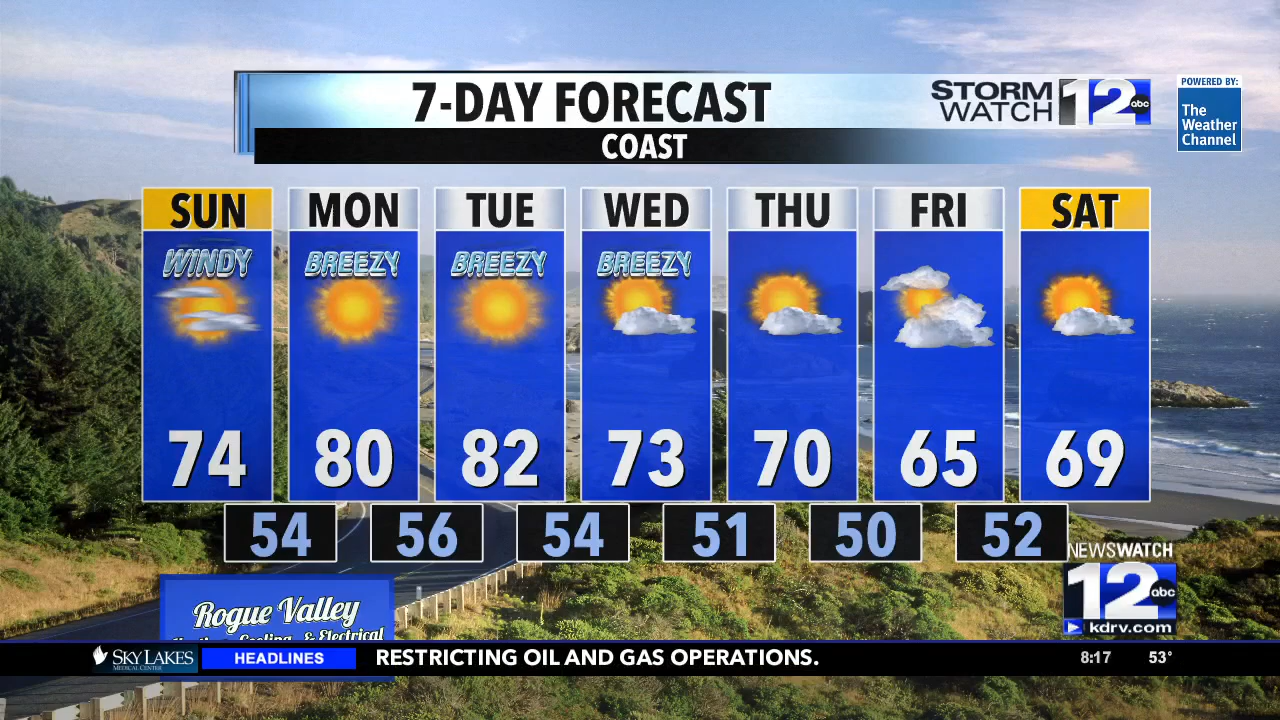 7-DAY FORECAST
COAST
STORM
WATCH
12 abc
POWERED BY:
The
Weather
Channel
SUN MON TUE WED THU FRI SAT
WINDY BREEZY BREEZY BREEZY
74 80 82 73 70 65 69
54 56 54 51 50 52
NEWSWATCH
12 abc
kdrv.com
Rogue Valley
Cooling & Electrical
SKY LAKES
MEDICAL CENTER
HEADLINES
RESTRICTING OIL AND GAS OPERATIONS.
8:17 53°